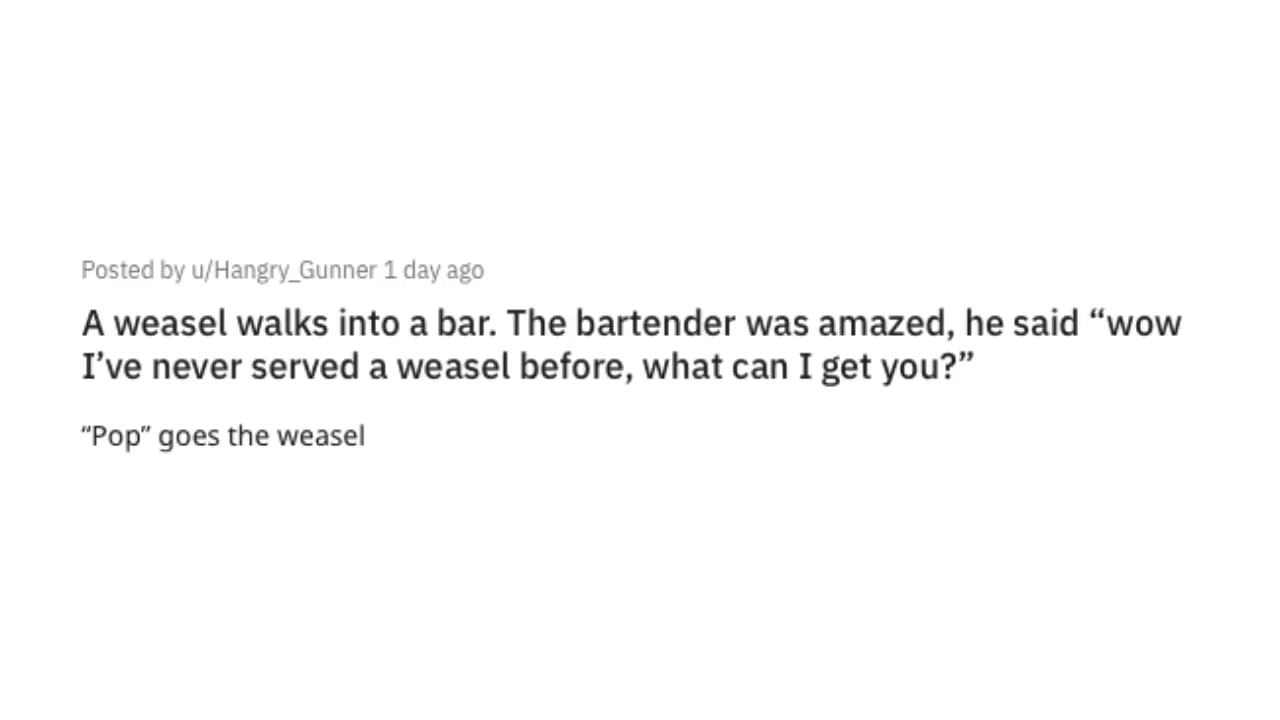 Posted by u/Hangry_Gunner 1 day ago
A weasel walks into a bar. The bartender was amazed, he said “wow
I’ve never served a weasel before, what can I get you?”
“Pop” goes the weasel